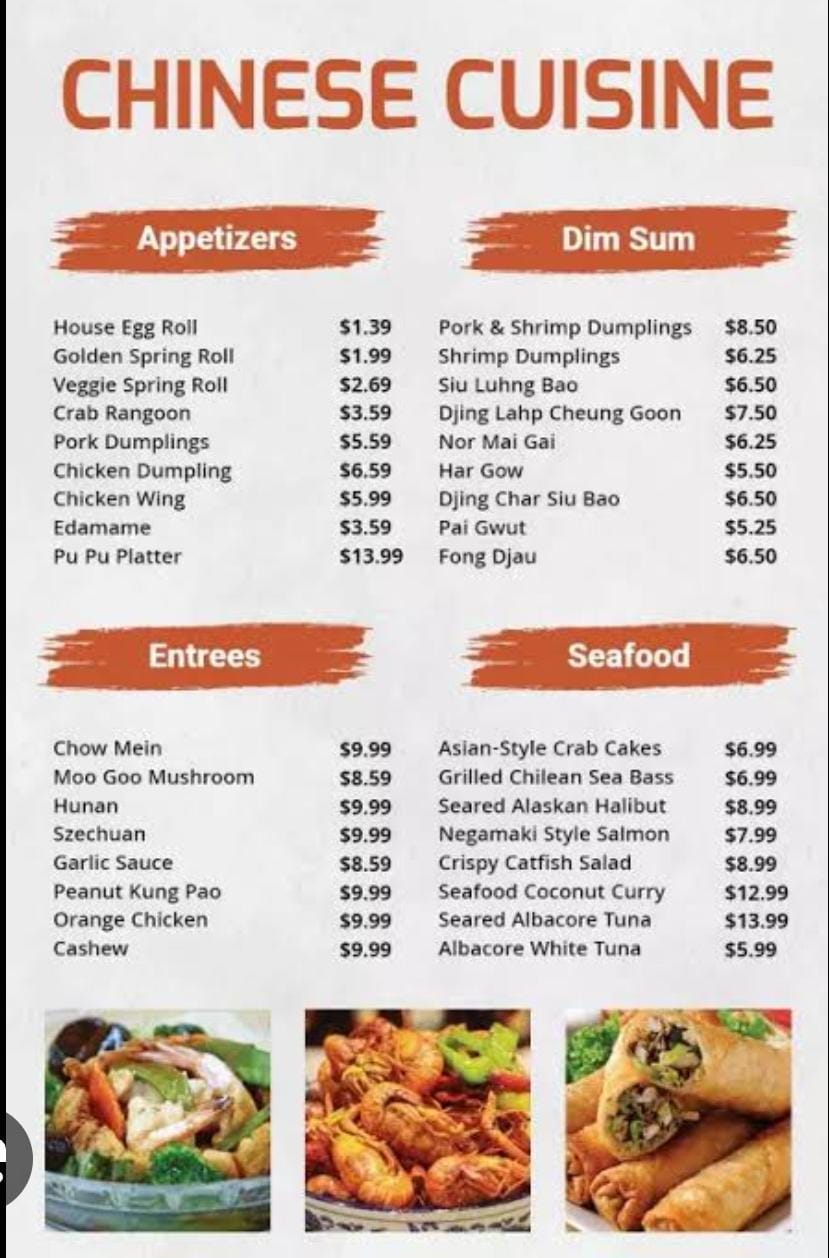 CHINESE CUISINE
Appetizers
House Egg Roll $1.39
Golden Spring Roll $1.99
Veggie Spring Roll $2.69
Crab Rangoon $3.59
Pork Dumplings $5.59
Chicken Dumpling $6.59
Chicken Wing $5.99
Edamame $3.59
Pu Pu Platter $13.99
Dim Sum
Pork & Shrimp Dumplings $8.50
Shrimp Dumplings $6.25
Siu Luhng Bao $6.50
Djing Lahp Cheung Goon $7.50
Nor Mai Gai $6.25
Har Gow $5.50
Djing Char Siu Bao $6.50
Pai Gwut $5.25
Fong Djau $6.50
Entrees
Chow Mein $9.99
Moo Goo Mushroom $8.59
Hunan $9.99
Szechuan $9.99
Garlic Sauce $8.59
Peanut Kung Pao $9.99
Orange Chicken $9.99
Cashew $9.99
Seafood
Asian-Style Crab Cakes $6.99
Grilled Chilean Sea Bass $6.99
Seared Alaskan Halibut $8.99
Negamaki Style Salmon $7.99
Crispy Catfish Salad $8.99
Seafood Coconut Curry $12.99
Seared Albacore Tuna $13.99
Albacore White Tuna $5.99